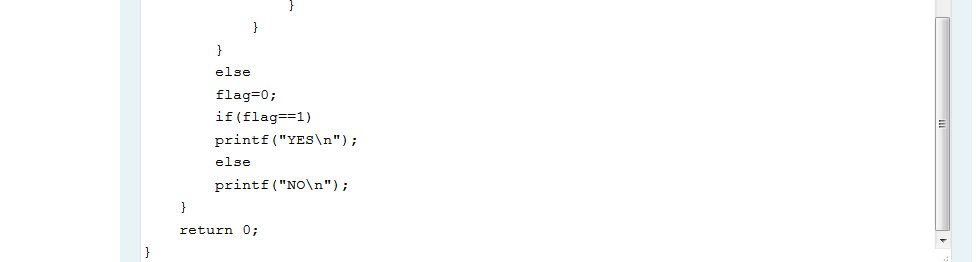 }
}
}
else
flag=0;
if(flag==1)
printf("YES\n");
else
printf("NO\n");
}
return 0;
}